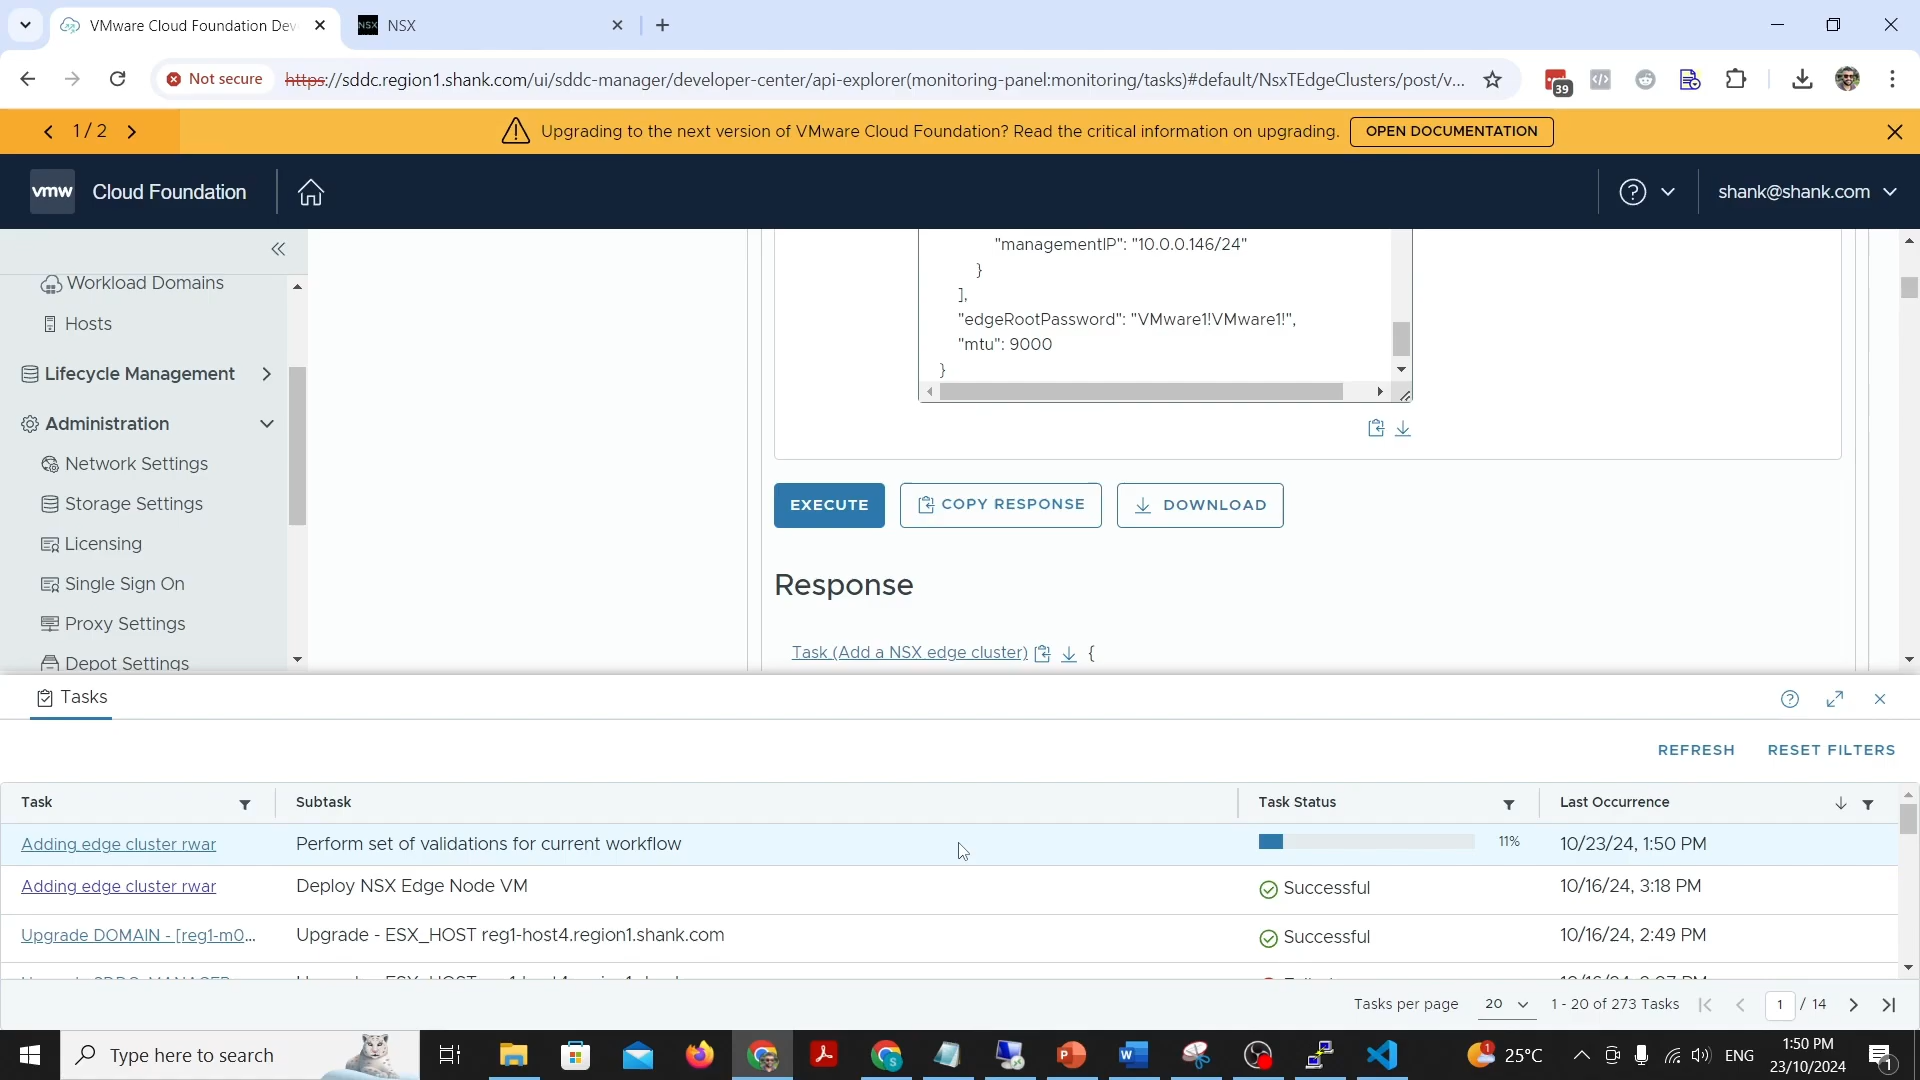 VMware Cloud Foundation Dev
NSX
NSX
Not secure
https://sddc.region1.shank.com/ui/sddc-manager/developer-center/api-explorer(monitoring-panel:monitoring/tasks)#default/NsxTEdgeClusters/post/v...
39
1 / 2
Upgrading to the next version of VMware Cloud Foundation? Read the critical information on upgrading.
OPEN DOCUMENTATION
vmw
Cloud Foundation
shank@shank.com
Workload Domains
Hosts
Lifecycle Management
Administration
Network Settings
Storage Settings
Licensing
Single Sign On
Proxy Settings
Depot Settings
"managementIP": "10.0.0.146/24"
}
],
"edgeRootPassword": "VMware1!VMware1!",
"mtu": 9000
}
EXECUTE
COPY RESPONSE
DOWNLOAD
Response
Task (Add a NSX edge cluster) {
Tasks
REFRESH
RESET FILTERS
Task
Subtask
Task Status
Last Occurrence
Adding edge cluster rwar
Perform set of validations for current workflow
11%
10/23/24, 1:50 PM
Adding edge cluster rwar
Deploy NSX Edge Node VM
Successful
10/16/24, 3:18 PM
Upgrade DOMAIN - [reg1-m0...
Upgrade - ESX_HOST reg1-host4.region1.shank.com
Successful
10/16/24, 2:49 PM
Tasks per page
20
1 - 20 of 273 Tasks
1 / 14
Type here to search
25°C
ENG
1:50 PM
23/10/2024
1